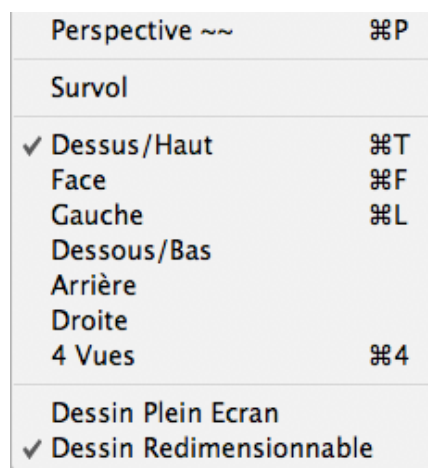 Perspective ~~ ⌘P
Survol
✓ Dessus/Haut ⌘T
Face ⌘F
Gauche ⌘L
Dessous/Bas
Arrière
Droite
4 Vues ⌘4
Dessin Plein Ecran
✓ Dessin Redimensionnable